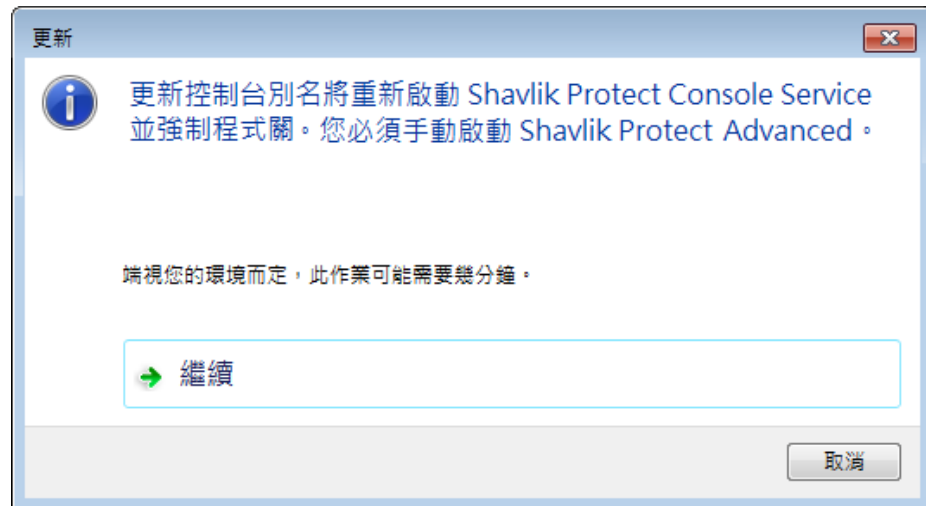 更新
更新控制台別名將重新啟動 Shavlik Protect Console Service
並強制程式關。您必須手動啟動 Shavlik Protect Advanced。
端視您的環境而定，此作業可能需要幾分鐘。
繼續
取消